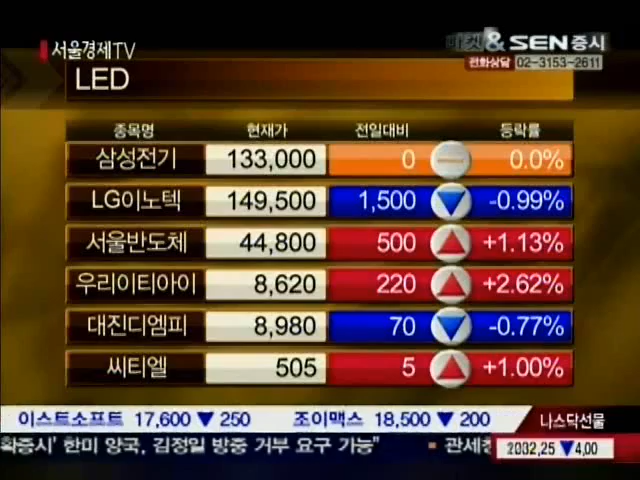 서울경제TV
마켓&SEN증시
전화상담 02-3153-2611
LED
종목명 현재가 전일대비 등락률
삼성전기 133,000 0 0.0%
LG이노텍 149,500 1,500 ▼ -0.99%
서울반도체 44,800 500 ▲ +1.13%
우리이티아이 8,620 220 ▲ +2.62%
대진디엠피 8,980 70 ▼ -0.77%
씨티엘 505 5 ▲ +1.00%
이스트소프트 17,600 ▼ 250 조이맥스 18,500 ▼ 200 나스닥선물
확증시' 한미 양국, 김정일 방중 거부 요구 가능" ▪ 관세청 2002,25 ▼4,00